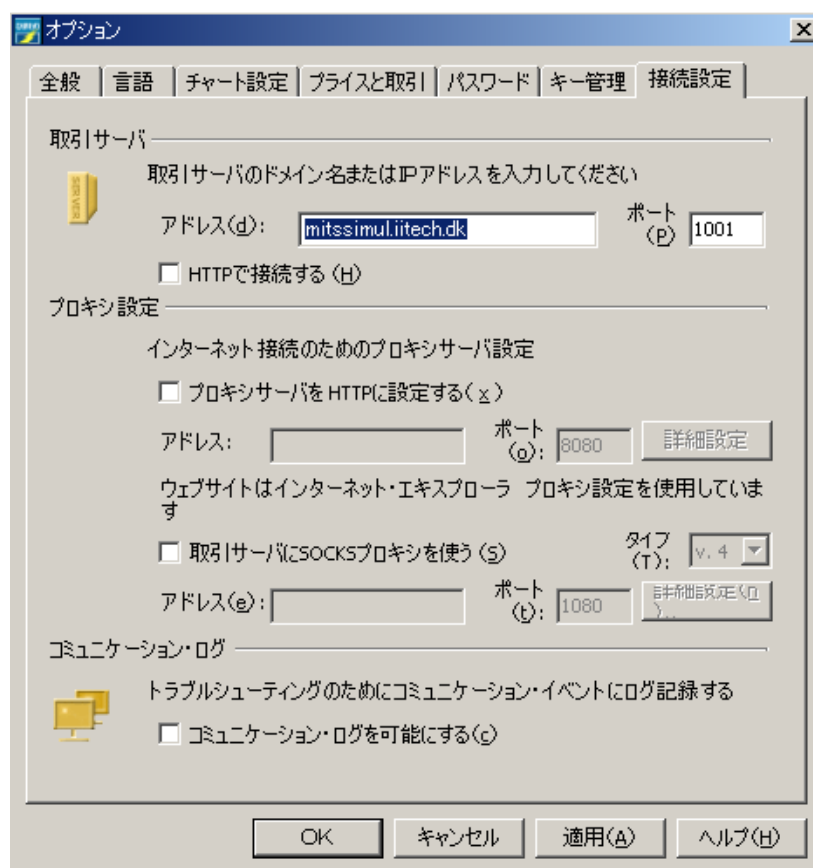 オプション
全般 言語 チャート設定 プライスと取引 パスワード キー管理 接続設定
取引サーバ
SERVER
取引サーバのドメイン名またはIPアドレスを入力してください
アドレス(d): mitssimul.iitech.dk ポート(P) 1001
HTTPで接続する (H)
プロキシ設定
インターネット接続のためのプロキシサーバ設定
プロキシサーバを HTTPに設定する( x )
アドレス: ポート(o): 8080 詳細設定
ウェブサイトはインターネット・エキスプローラ プロキシ設定を使用していま
す
取引サーバにSOCKSプロキシを使う (S) タイプ(T): v. 4
アドレス(e): ポート(t): 1080 詳細設定(n
)...
コミュニケーション・ログ
トラブルシューティングのためにコミュニケーション・イベントにログ記録する
コミュニケーション・ログを可能にする(c)
OK キャンセル 適用(A) ヘルプ(H)